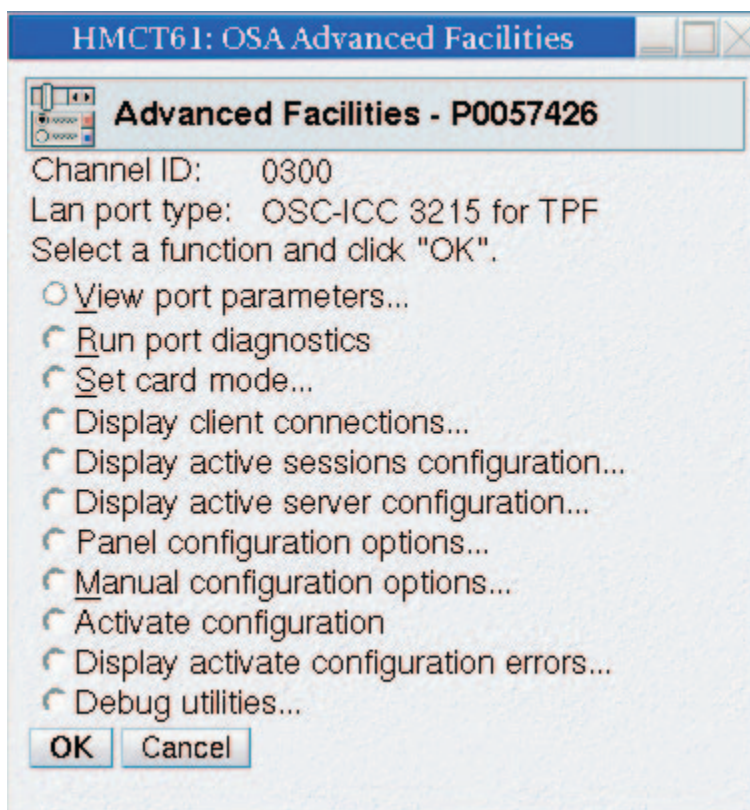 HMCT61: OSA Advanced Facilities
Advanced Facilities - P0057426
Channel ID: 0300
Lan port type: OSC-ICC 3215 for TPF
Select a function and click "OK".
View port parameters...
Run port diagnostics
Set card mode...
Display client connections...
Display active sessions configuration...
Display active server configuration...
Panel configuration options...
Manual configuration options...
Activate configuration
Display activate configuration errors...
Debug utilities...
OK Cancel